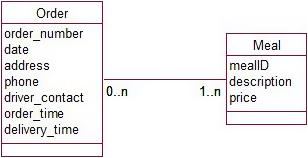 Order
order_number
date
address
phone
driver_contact
order_time
delivery_time
0..n
1..n
Meal
mealID
description
price